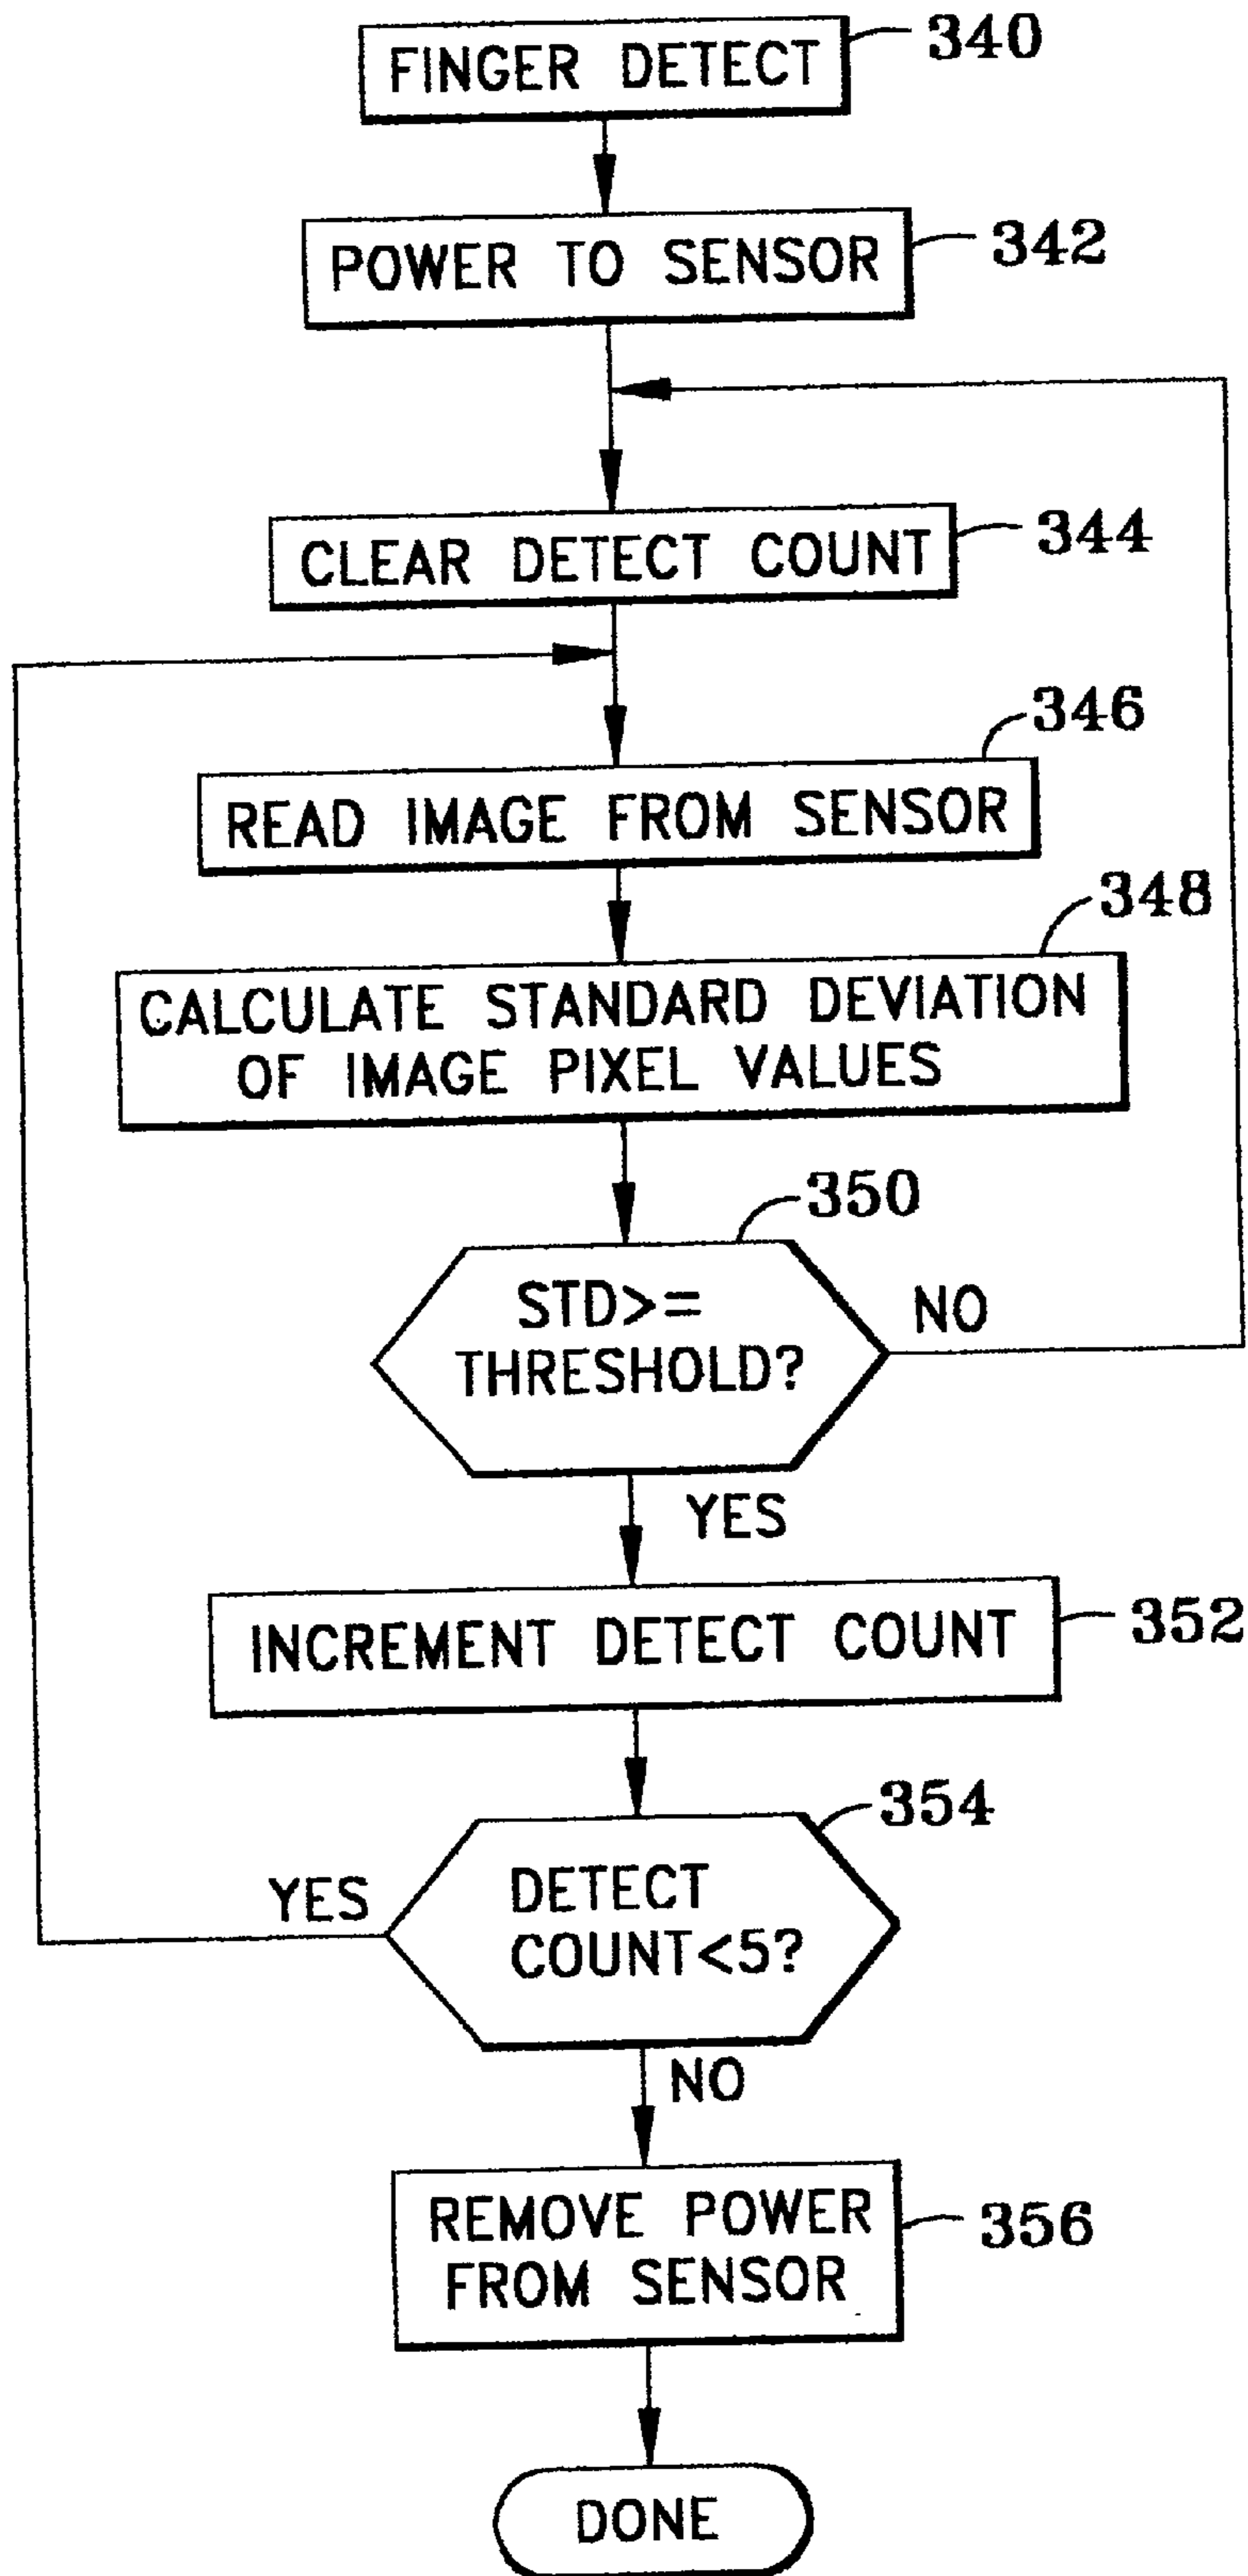 FINGER DETECT
340
POWER TO SENSOR
342
CLEAR DETECT COUNT
344
346
READ IMAGE FROM SENSOR
348
CALCULATE STANDARD DEVIATION
OF IMAGE PIXEL VALUES
350
STD>=
THRESHOLD?
NO
YES
INCREMENT DETECT COUNT
352
354
YES
DETECT
COUNT<5?
NO
REMOVE POWER
FROM SENSOR
356
DONE